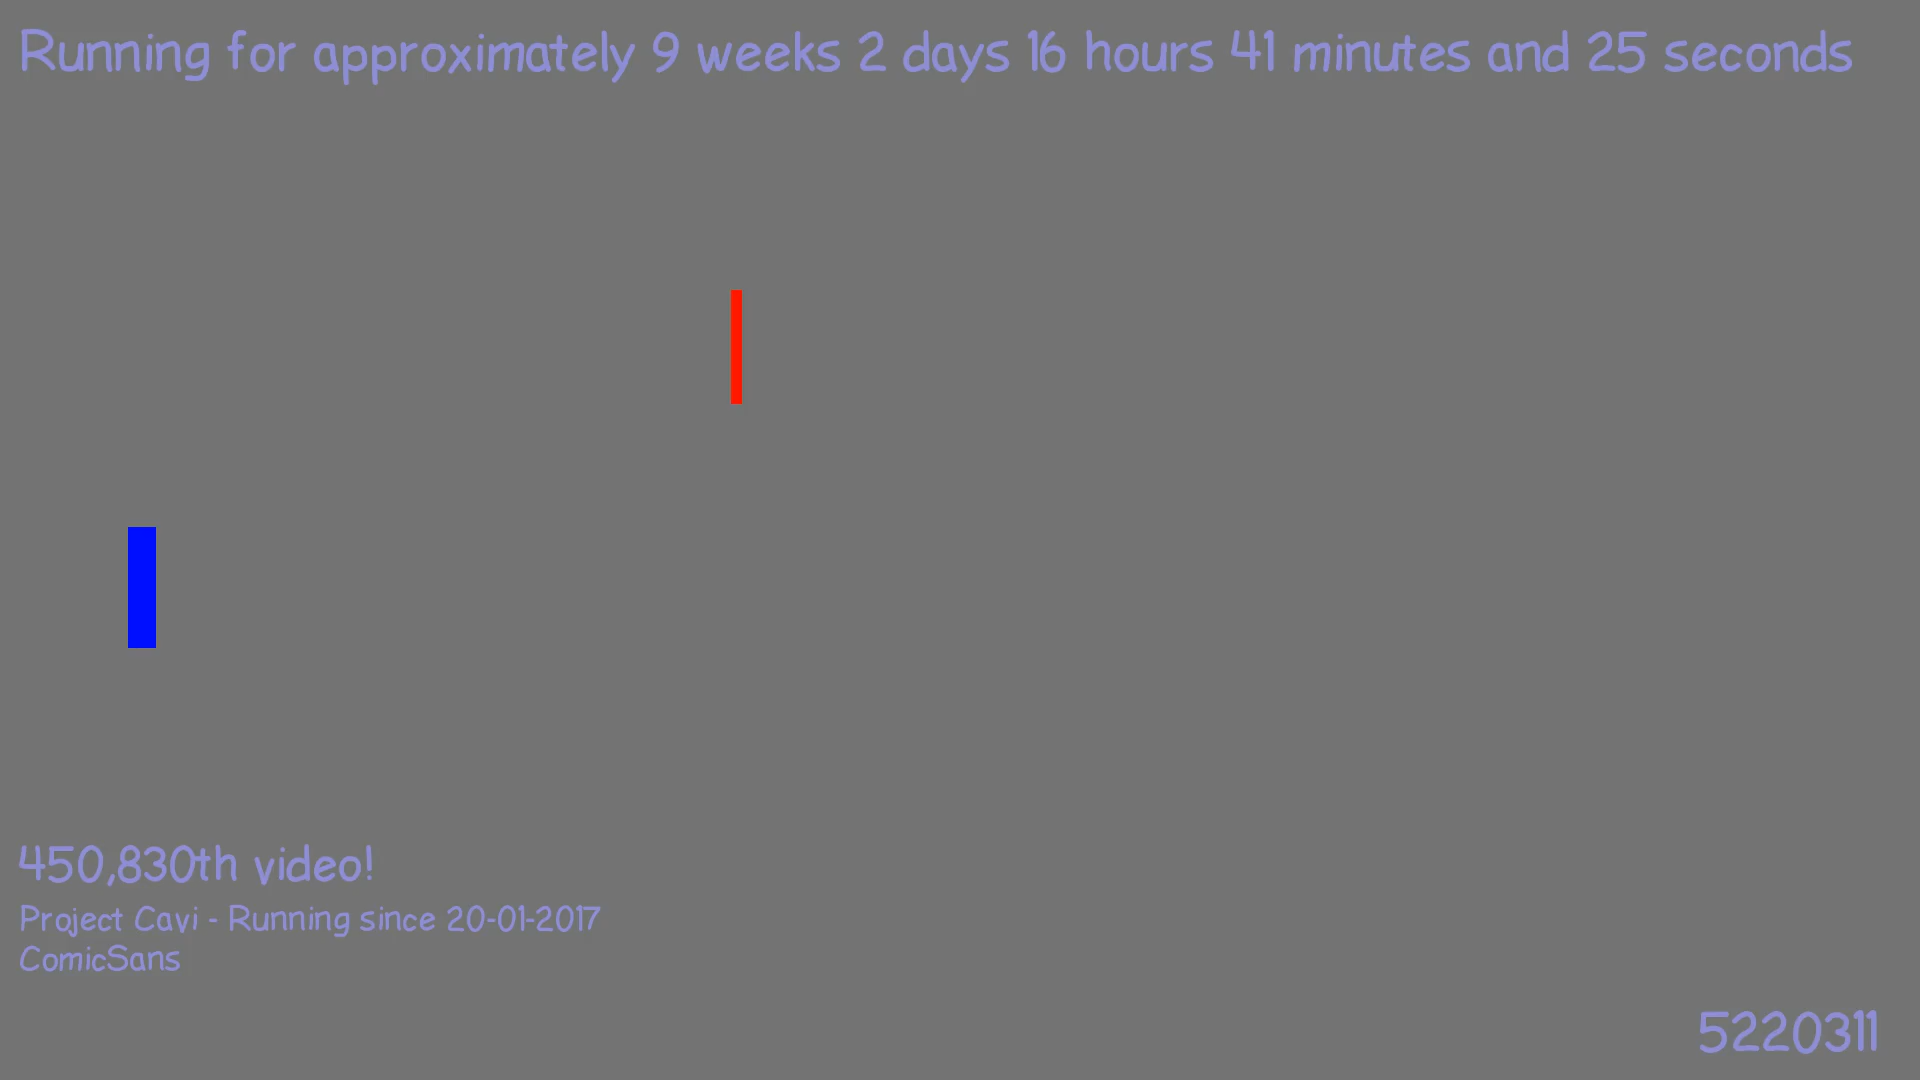 Running for approximately 9 weeks 2 days 16 hours 41 minutes and 25 seconds
450,830th video!
Project Cavi - Running since 20-01-2017
ComicSans
5220311